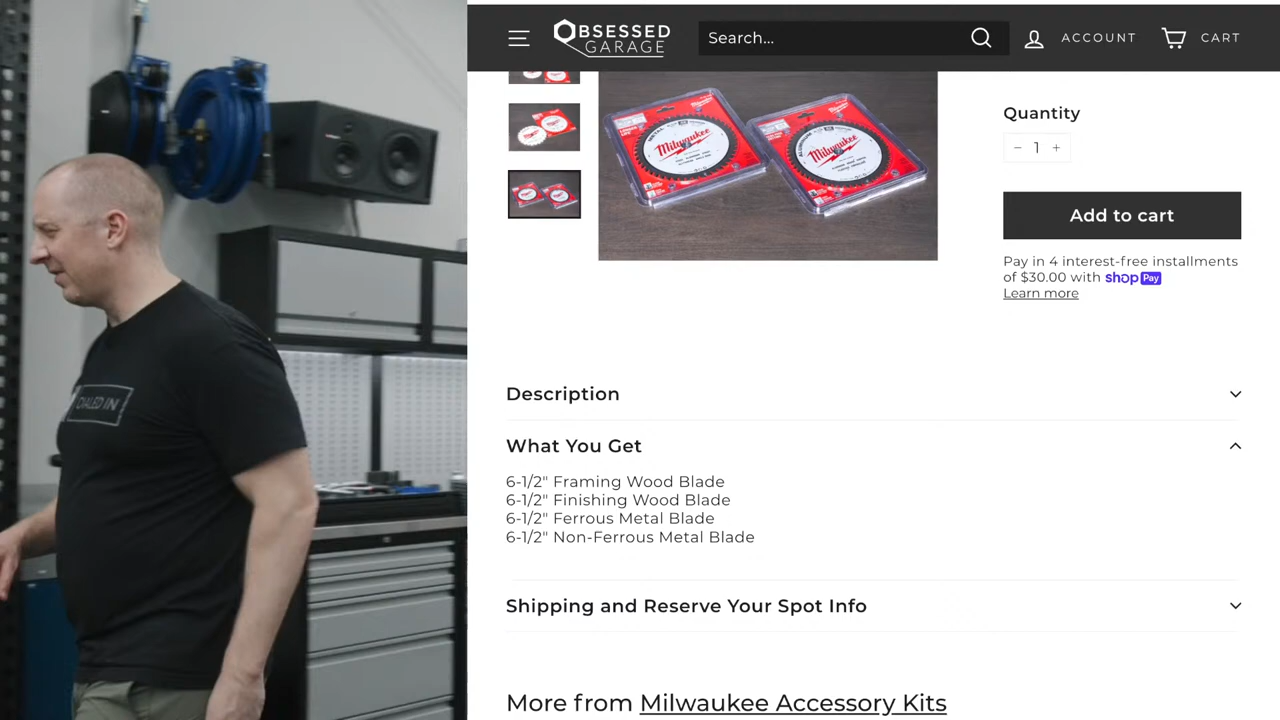 OBSESSED
GARAGE
Search...
ACCOUNT
CART
Quantity
− 1 +
Add to cart
Pay in 4 interest-free installments
of $30.00 with shop Pay
Learn more
Milwaukee
Milwaukee
DIALED IN
Description
What You Get
6-1/2" Framing Wood Blade
6-1/2" Finishing Wood Blade
6-1/2" Ferrous Metal Blade
6-1/2" Non-Ferrous Metal Blade
Shipping and Reserve Your Spot Info
More from Milwaukee Accessory Kits